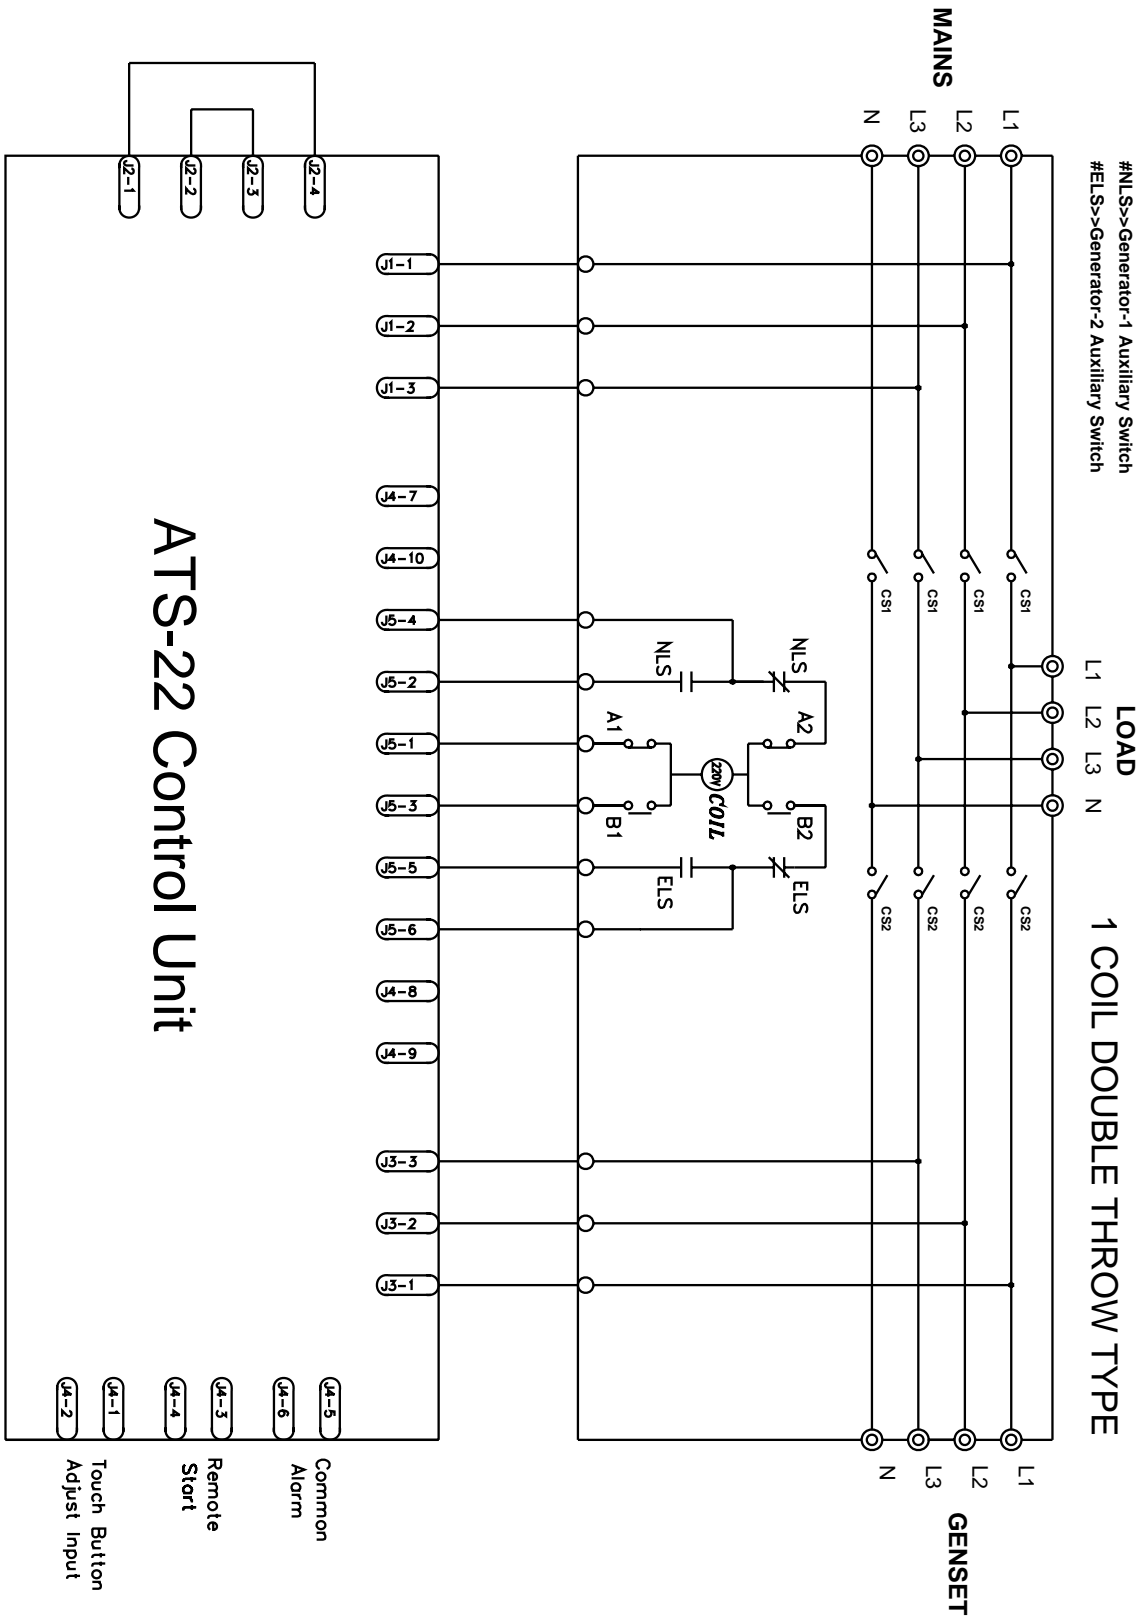 1 COIL DOUBLE THROW TYPE
#NLS>>Generator-1 Auxiliary Switch
#ELS>>Generator-2 Auxiliary Switch
LOAD
L1 L2 L3 N
MAINS
L1
L2
L3
N
GENSET
L1
L2
L3
N
CS1
CS1
CS1
CS1
CS2
CS2
CS2
CS2
NLS
A2
B2
ELS
220V
COIL
NLS
A1
B1
ELS
J1-1
J1-2
J1-3
J4-7
J4-10
J5-4
J5-2
J5-1
J5-3
J5-5
J5-6
J4-8
J4-9
J3-3
J3-2
J3-1
J2-4
J2-3
J2-2
J2-1
ATS-22 Control Unit
J4-5
J4-6
Common
Alarm
J4-3
J4-4
Remote
Start
J4-1
J4-2
Touch Button
Adjust Input